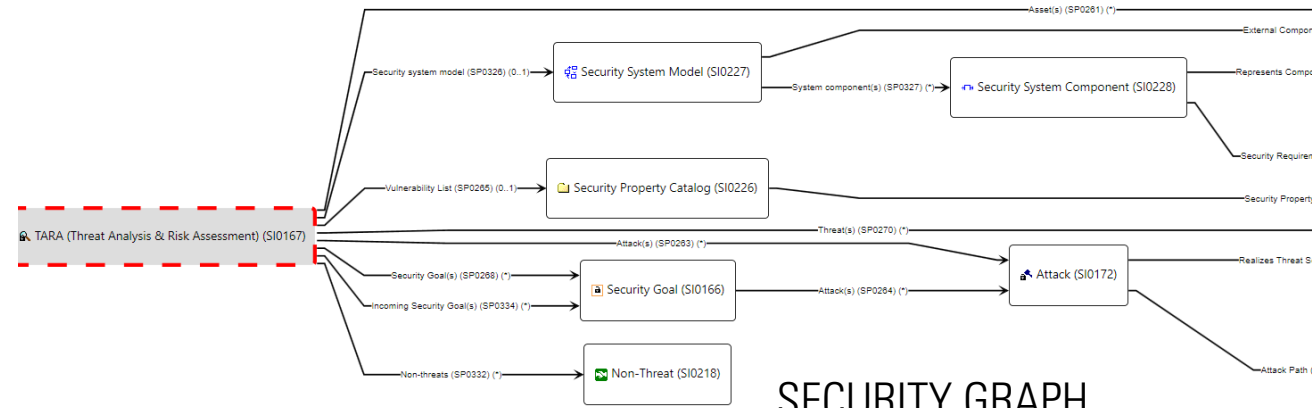 Asset(s) (SP0261) (*)
External Compon
Security system model (SP0326) (0..1)
Security System Model (SI0227)
Represents Compo
System component(s) (SP0327) (*)
Security System Component (SI0228)
Security Requirem
Vulnerability List (SP0265) (0..1)
Security Property Catalog (SI0226)
Security Property
TARA (Threat Analysis & Risk Assessment) (SI0167)
Threat(s) (SP0270) (*)
Attack(s) (SP0263) (*)
Realizes Threat S
Security Goal(s) (SP0268) (*)
Attack (SI0172)
Security Goal (SI0166)
Attack(s) (SP0264) (*)
Incoming Security Goal(s) (SP0334) (*)
Non-threats (SP0332) (*)
Non-Threat (SI0218)
Attack Path (
SECURITY GRAPH